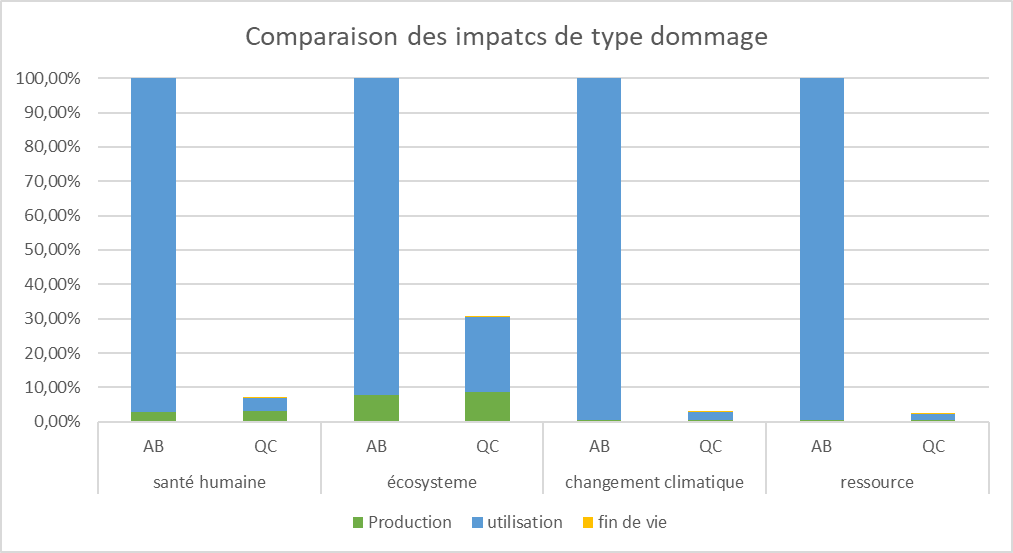 Comparaison des impatcs de type dommage
100,00%
90,00%
80,00%
70,00%
60,00%
50,00%
40,00%
30,00%
20,00%
10,00%
0,00%
AB QC AB QC AB QC AB QC
santé humaine écosysteme changement climatique ressource
Production utilisation fin de vie